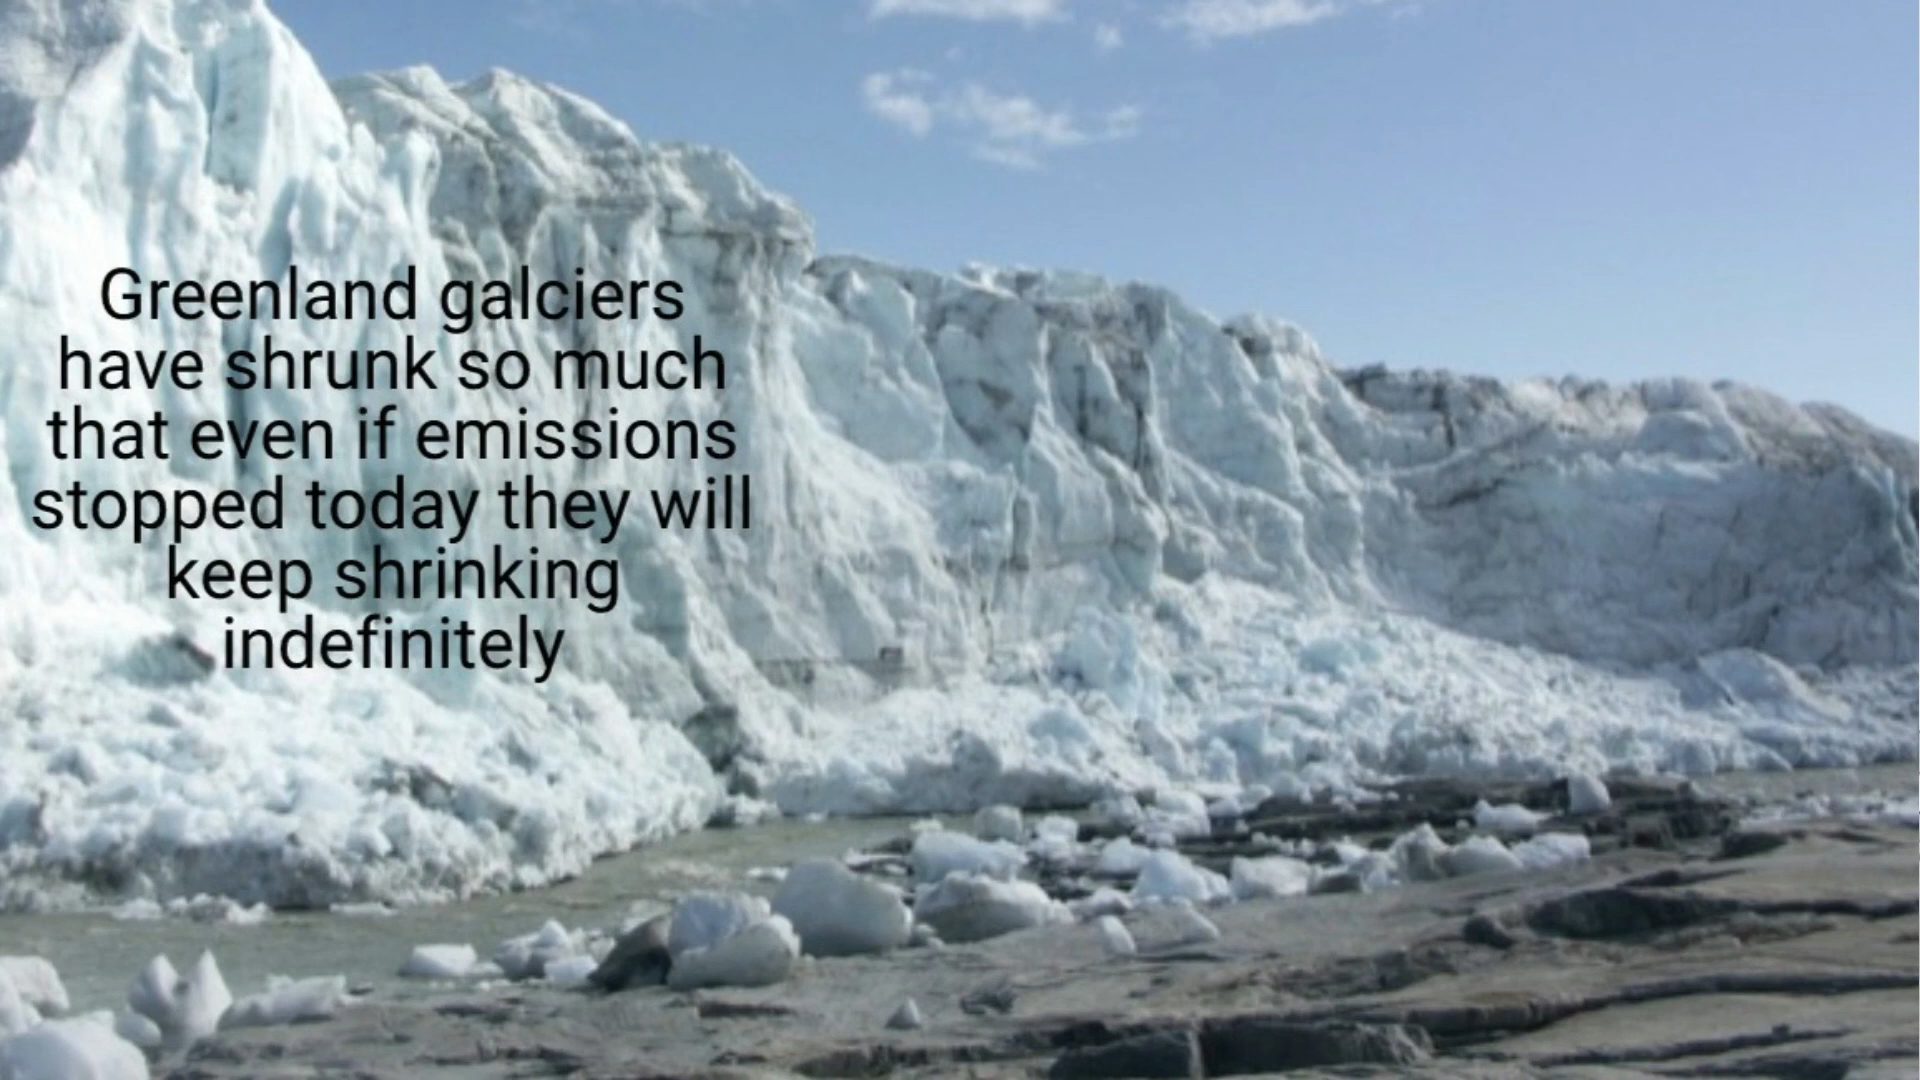 Greenland galciers
have shrunk so much
that even if emissions
stopped today they will
keep shrinking
indefinitely